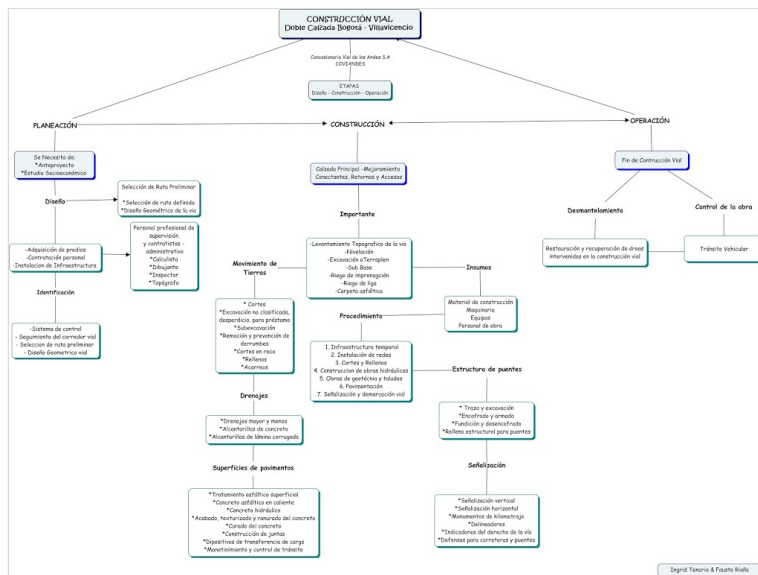 CONSTRUCCIÓN VIAL
Doble Calzada Bogotá - Villavicencio
Concesionaria Vial de los Andes S.A
COVIANDES
ETAPAS
Diseño - Construcción - Operación
PLANEACIÓN
CONSTRUCCIÓN
OPERACIÓN
Se Necesita de:
*Anteproyecto
*Estudio Socioeconómico
Diseño
Selección de Ruta Preliminar
*Selección de ruta definida
*Diseño Geométrico de la via
-Adquisición de predios
-Contratación personal
-Instalacion de Infraestructura
Personal profesional de
supervisión
y contratistas -
administrativo
*Calculista
*Dibujante
*Inspector
*Topógrafo
Identificación
-Sistema de control
- Seguimiento del corredor vial
- Seleccion de ruta preliminar
- Diseño Geometrico vial
Calzada Principal -Mejoramiento
Conectantes, Retornos y Accesos
Importante
-Levantamiento Topografico de la via
-Nivelación
-Excavación oTerraplen
-Sub Base
-Riego de imprenación
-Riego de liga
-Carpeta asfáltica
Movimiento de
Tierras
* Cortes
*Excavación no clasificada,
desperdicio, para préstamo
*Subexcavación
*Remoción y prevención de
derrumbes
*Cortes en roca
*Rellenos
*Acarreos
Drenajes
*Drenajes mayor y menos
*Alcantarillas de concreto
*Alcantarillas de lámina corrugada
Superficies de pavimentos
*Tratamiento asfáltico superficial
*Concreto asfáltico en caliente
*Concreto hidráulico
*Acabado, texturizado y ranurado del concreto
*Curado del concreto
*Construcción de juntas
*Dipositivos de transferencia de carga
*Manetinimiento y control de tránsito
Insumos
Material de construcción
Maquinaria
Equipos
Personal de obra
Procedimiento
1. Infraestructura temporal
2. Instalación de redes
3. Cortes y Rellenos
4. Construccion de obras hidráulicas
5. Obras de geotécnia y taludes
6. Pavimentación
7. Señalización y demarcación vial
Estructura de puentes
* Trazo y excavación
*Encofrado y armado
*Fundición y desencofrado
*Relleno estructural para puentes
Señalización
*Señalización vertical
*Señalización horizontal
*Monumentos de kilometraje
*Delineadores
*Indicadores del derecho de la vía
*Defensas para carreteras y puentes
Fin de Contrucción Vial
Desmantelamiento
Control de la obra
Restauración y recuperación de áreas
intervenidas en la construcción vial
Tránsito Vehicular
Ingrid Tenorio & Fausto Riaño